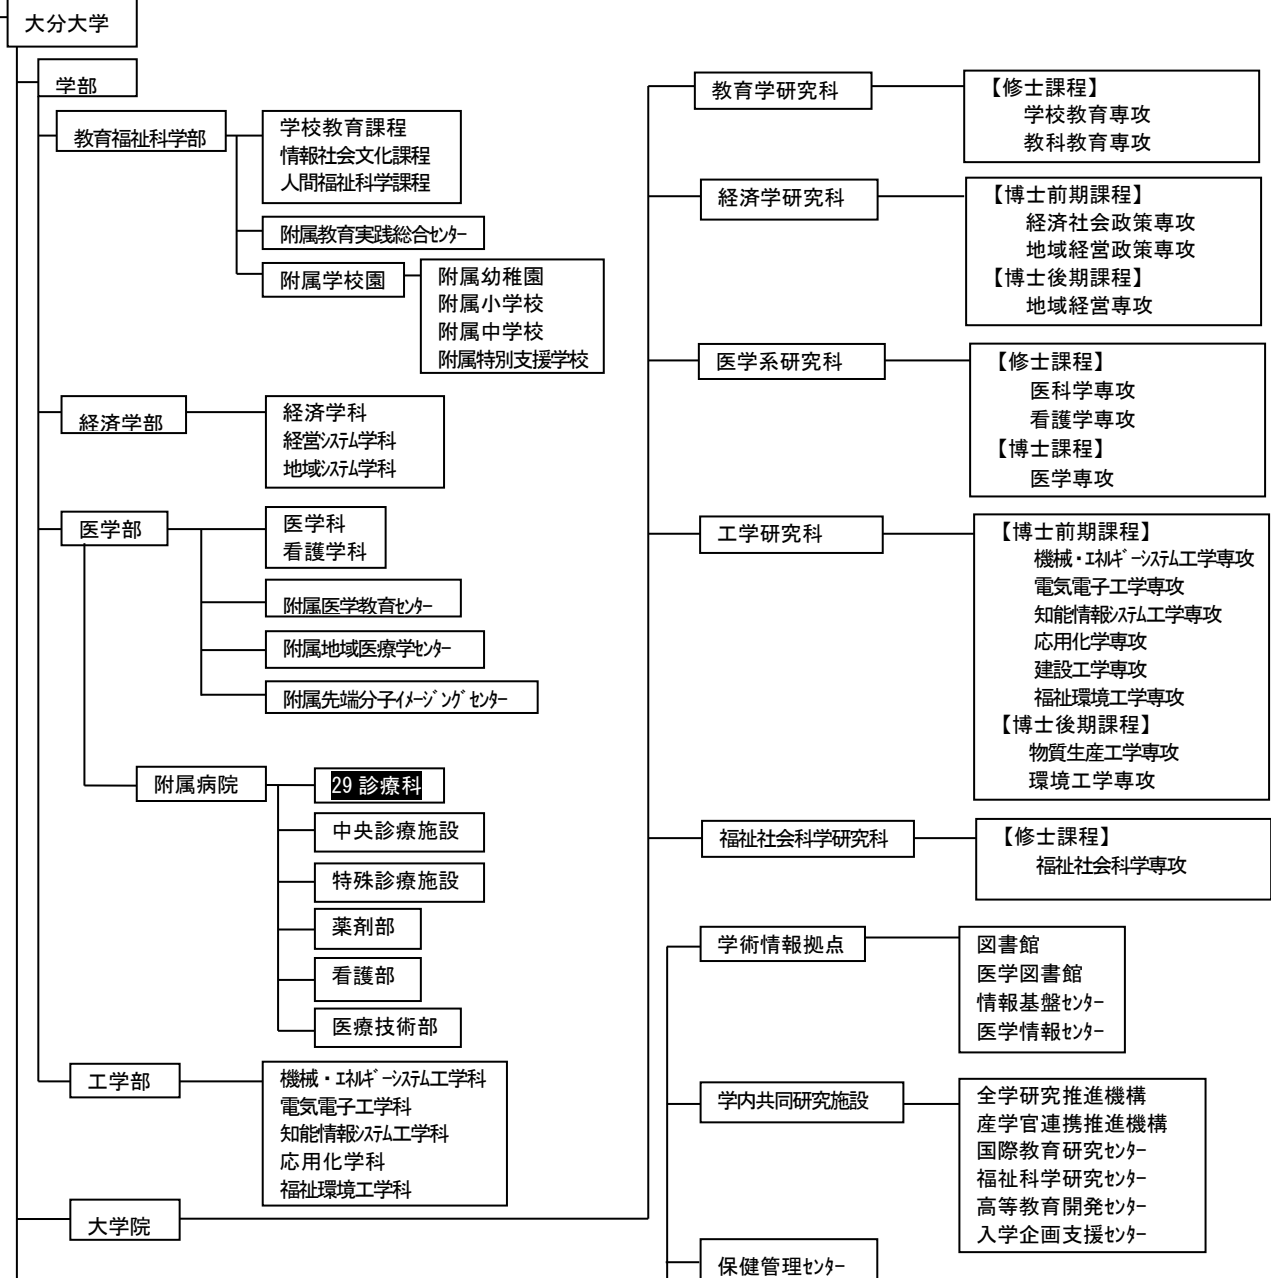 大分大学
学部
教育福祉科学部
学校教育課程
情報社会文化課程
人間福祉科学課程
附属教育実践総合ｾﾝﾀｰ
附属学校園
附属幼稚園
附属小学校
附属中学校
附属特別支援学校
経済学部
経済学科
経営ｼｽﾃﾑ学科
地域ｼｽﾃﾑ学科
医学部
医学科
看護学科
附属医学教育ｾﾝﾀｰ
附属地域医療学ｾﾝﾀｰ
附属先端分子ｲﾒｰｼﾞﾝｸﾞｾﾝﾀｰ
附属病院
29診療科
中央診療施設
特殊診療施設
薬剤部
看護部
医療技術部
工学部
機械・ｴﾈﾙｷﾞｰｼｽﾃﾑ工学科
電気電子工学科
知能情報ｼｽﾃﾑ工学科
応用化学科
福祉環境工学科
大学院
教育学研究科
【修士課程】
学校教育専攻
教科教育専攻
経済学研究科
【博士前期課程】
経済社会政策専攻
地域経営政策専攻
【博士後期課程】
地域経営専攻
医学系研究科
【修士課程】
医科学専攻
看護学専攻
【博士課程】
医学専攻
工学研究科
【博士前期課程】
機械・ｴﾈﾙｷﾞｰｼｽﾃﾑ工学専攻
電気電子工学専攻
知能情報ｼｽﾃﾑ工学専攻
応用化学専攻
建設工学専攻
福祉環境工学専攻
【博士後期課程】
物質生産工学専攻
環境工学専攻
福祉社会科学研究科
【修士課程】
福祉社会科学専攻
学術情報拠点
図書館
医学図書館
情報基盤ｾﾝﾀｰ
医学情報ｾﾝﾀｰ
学内共同研究施設
全学研究推進機構
産学官連携推進機構
国際教育研究ｾﾝﾀｰ
福祉科学研究ｾﾝﾀｰ
高等教育開発ｾﾝﾀｰ
入学企画支援ｾﾝﾀｰ
保健管理ｾﾝﾀｰ